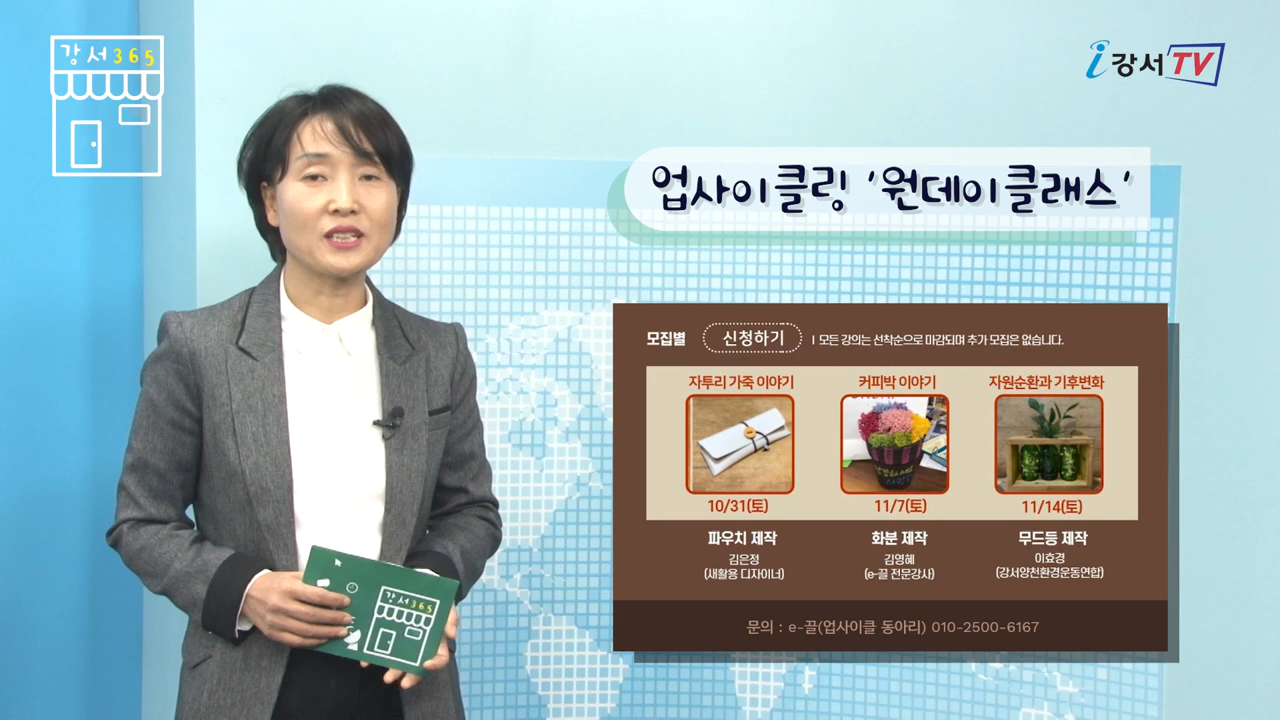 강서365
i강서TV
업사이클링 '원데이클래스'
모집별 신청하기 | 모든 강의는 선착순으로 마감되며 추가 모집은 없습니다.
자투리 가죽 이야기 커피박 이야기 자원순환과 기후변화
10/31(토) 11/7(토) 11/14(토)
파우치 제작 화분 제작 무드등 제작
김은정 김영혜 이효경
(새활용 디자이너) (e-끌 전문강사) (강서양천환경운동연합)
문의 : e-끌(업사이클 동아리) 010-2500-6167
강서365